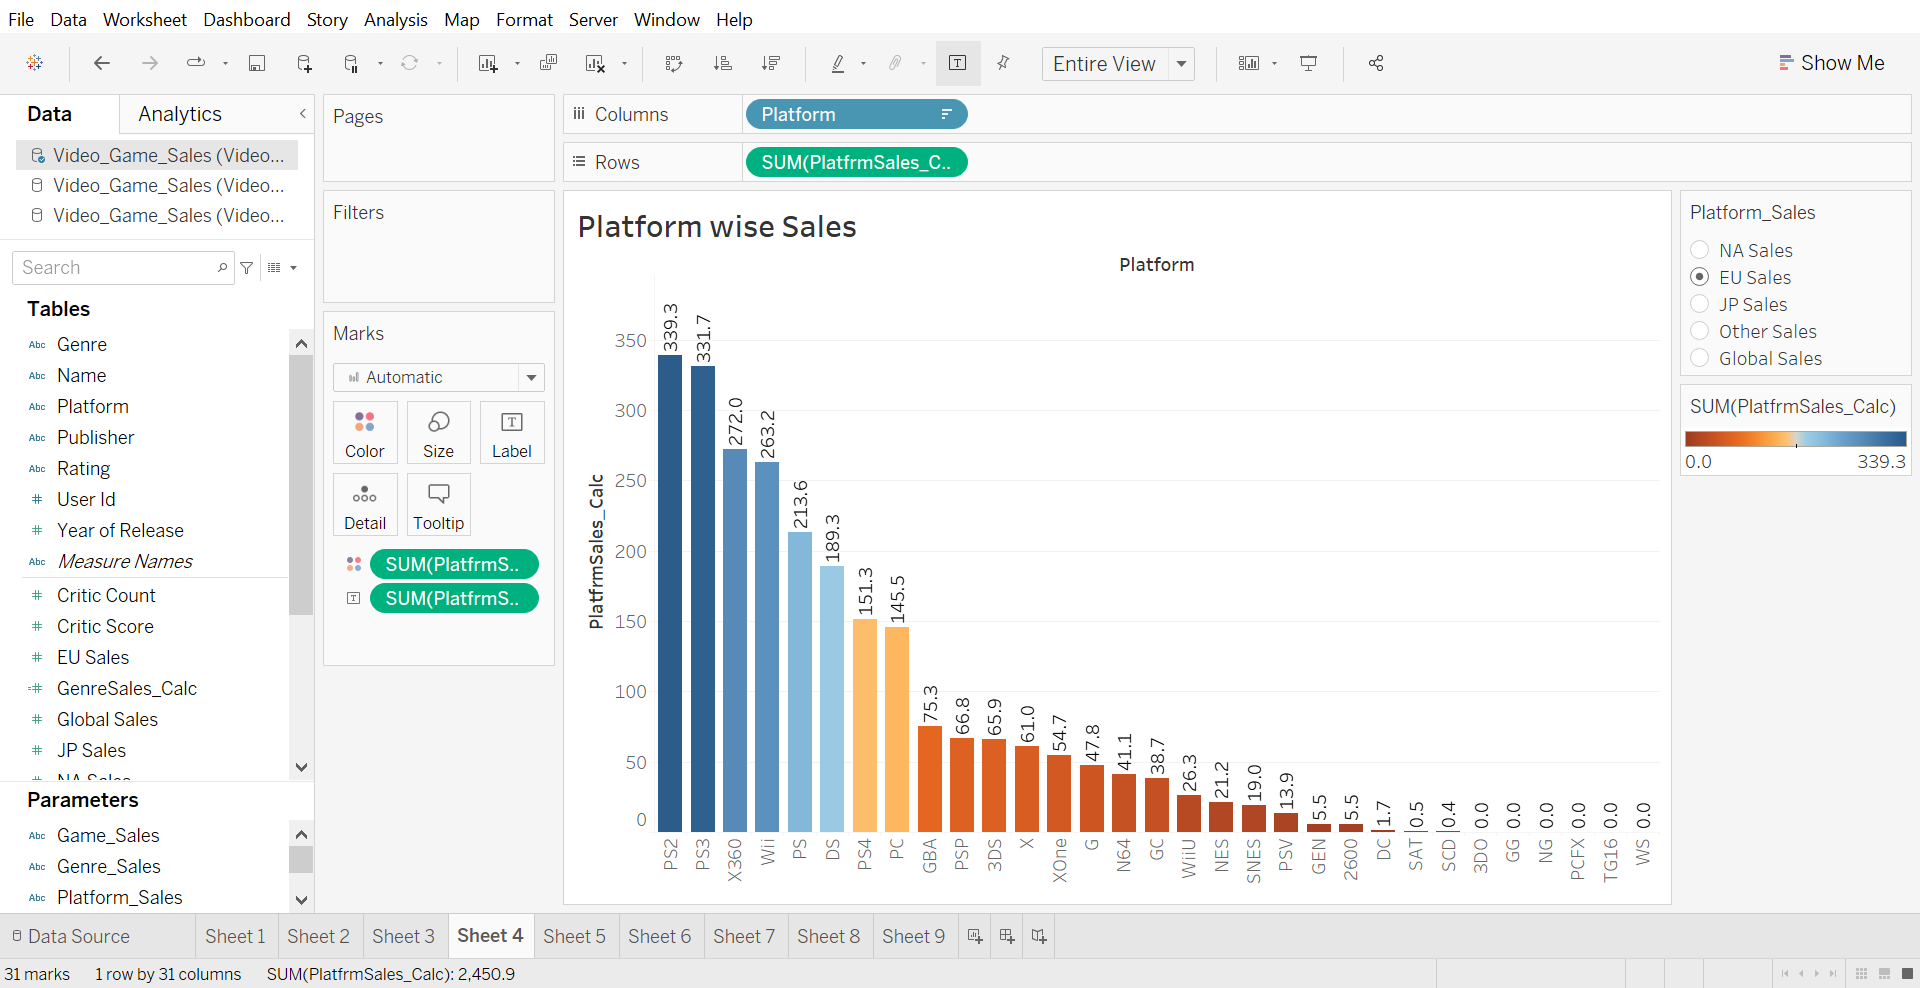 File Data Worksheet Dashboard Story Analysis Map Format Server Window Help
Entire View
Show Me
Data Analytics
Video_Game_Sales (Video...
Video_Game_Sales (Video...
Video_Game_Sales (Video...
Search
Tables
Abc Genre
Abc Name
Abc Platform
Abc Publisher
Abc Rating
# User Id
# Year of Release
Abc Measure Names
# Critic Count
# Critic Score
# EU Sales
=# GenreSales_Calc
# Global Sales
# JP Sales
# NA Sales
Parameters
Abc Game_Sales
Abc Genre_Sales
Abc Platform_Sales
Pages
Filters
Marks
Automatic
Color Size Label
Detail Tooltip
SUM(PlatfrmS..
SUM(PlatfrmS..
Columns Platform
Rows SUM(PlatfrmSales_C..
Platform wise Sales
Platform
PlatfrmSales_Calc
350
300
250
200
150
100
50
0
339.3 331.7 272.0 263.2 213.6 189.3 151.3 145.5 75.3 66.8 65.9 61.0 54.7 47.8 41.1 38.7 26.3 21.2 19.0 13.9 5.5 5.5 1.7 0.5 0.4 0.0 0.0 0.0 0.0 0.0 0.0
PS2 PS3 X360 Wii PS DS PS4 PC GBA PSP 3DS X XOne G N64 GC WiiU NES SNES PSV GEN 2600 DC SAT SCD 3DO GG NG PCFX TG16 WS
Platform_Sales
NA Sales
EU Sales
JP Sales
Other Sales
Global Sales
SUM(PlatfrmSales_Calc)
0.0 339.3
Data Source Sheet 1 Sheet 2 Sheet 3 Sheet 4 Sheet 5 Sheet 6 Sheet 7 Sheet 8 Sheet 9
31 marks 1 row by 31 columns SUM(PlatfrmSales_Calc): 2,450.9